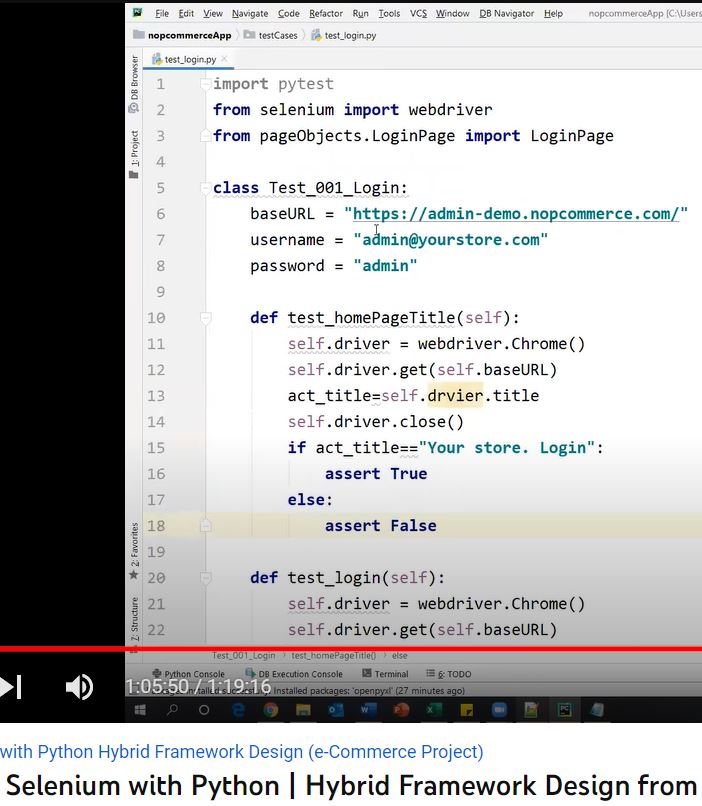 File Edit View Navigate Code Refactor Run Tools VCS Window DB Navigator Help nopcommerceApp [C:\Users
nopcommerceApp testCases test_login.py
test_login.py
DB Browser
1: Project
2: Favorites
Z: Structure
1 import pytest
2 from selenium import webdriver
3 from pageObjects.LoginPage import LoginPage
4
5 class Test_001_Login:
6 baseURL = "https://admin-demo.nopcommerce.com/"
7 username = "admin@yourstore.com"
8 password = "admin"
9
10 def test_homePageTitle(self):
11 self.driver = webdriver.Chrome()
12 self.driver.get(self.baseURL)
13 act_title=self.drvier.title
14 self.driver.close()
15 if act_title=="Your store. Login":
16 assert True
17 else:
18 assert False
19
20 def test_login(self):
21 self.driver = webdriver.Chrome()
22 self.driver.get(self.baseURL)
Test_001_Login test_homePageTitle() else
Python Console DB Execution Console Terminal 6: TODO
1:05:50 / 1:19:16
installed Installed packages: 'openpyxl' (27 minutes ago)
with Python Hybrid Framework Design (e-Commerce Project)
Selenium with Python | Hybrid Framework Design from